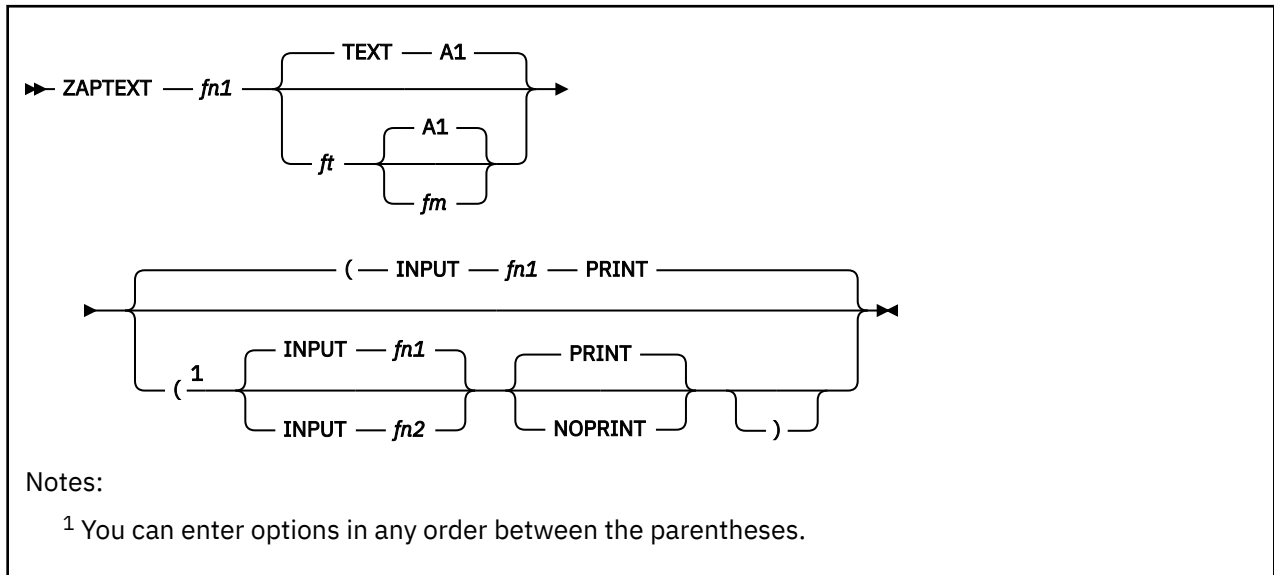 TEXT A1
ZAPTEXT fn1
A1
ft
fm
( INPUT fn1 PRINT
INPUT fn1 PRINT
( 1
INPUT fn2 NOPRINT )
Notes:
1 You can enter options in any order between the parentheses.